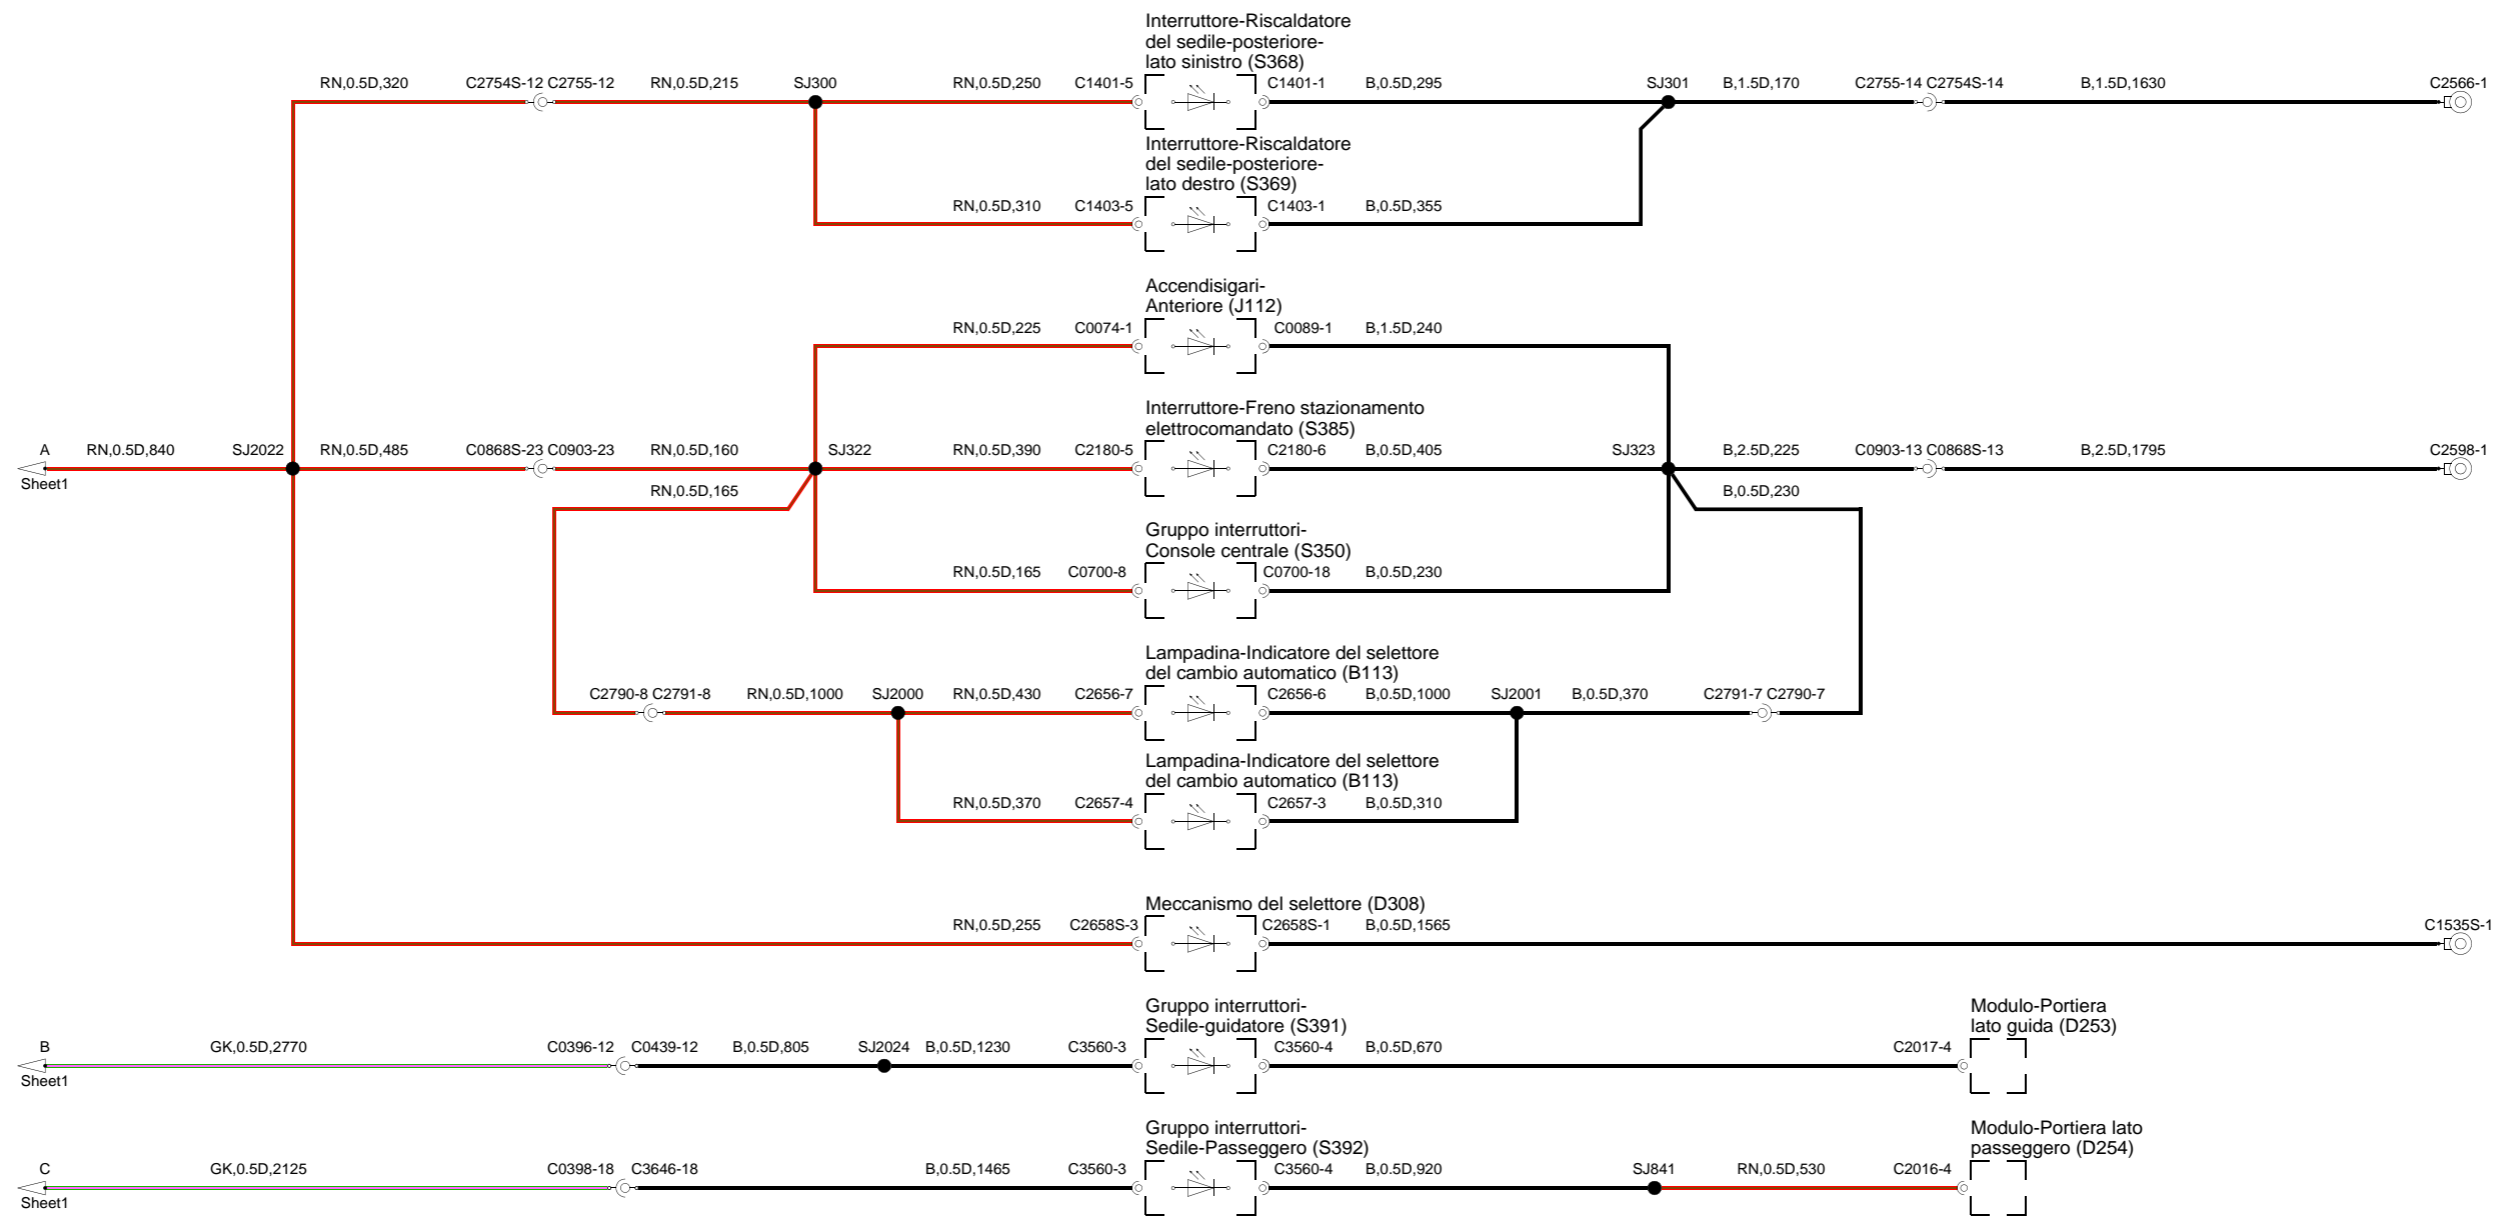 Interruttore-Riscaldatore
del sedile-posteriore-
lato sinistro (S368)
RN,0.5D,320 C2754S-12 C2755-12 RN,0.5D,215 SJ300 RN,0.5D,250 C1401-5 C1401-1 B,0.5D,295 SJ301 B,1.5D,170 C2755-14 C2754S-14 B,1.5D,1630 C2566-1
Interruttore-Riscaldatore
del sedile-posteriore-
lato destro (S369)
RN,0.5D,310 C1403-5 C1403-1 B,0.5D,355
Accendisigari-
Anteriore (J112)
RN,0.5D,225 C0074-1 C0089-1 B,1.5D,240
Interruttore-Freno stazionamento
elettrocomandato (S385)
A RN,0.5D,840 SJ2022 RN,0.5D,485 C0868S-23 C0903-23 RN,0.5D,160 SJ322 RN,0.5D,390 C2180-5 C2180-6 B,0.5D,405 SJ323 B,2.5D,225 C0903-13 C0868S-13 B,2.5D,1795 C2598-1
Sheet1 RN,0.5D,165 B,0.5D,230
Gruppo interruttori-
Console centrale (S350)
RN,0.5D,165 C0700-8 C0700-18 B,0.5D,230
Lampadina-Indicatore del selettore
del cambio automatico (B113)
C2790-8 C2791-8 RN,0.5D,1000 SJ2000 RN,0.5D,430 C2656-7 C2656-6 B,0.5D,1000 SJ2001 B,0.5D,370 C2791-7 C2790-7
Lampadina-Indicatore del selettore
del cambio automatico (B113)
RN,0.5D,370 C2657-4 C2657-3 B,0.5D,310
Meccanismo del selettore (D308)
RN,0.5D,255 C2658S-3 C2658S-1 B,0.5D,1565 C1535S-1
Gruppo interruttori- Modulo-Portiera
Sedile-guidatore (S391) lato guida (D253)
B GK,0.5D,2770 C0396-12 C0439-12 B,0.5D,805 SJ2024 B,0.5D,1230 C3560-3 C3560-4 B,0.5D,670 C2017-4
Sheet1
Gruppo interruttori- Modulo-Portiera lato
Sedile-Passeggero (S392) passeggero (D254)
C GK,0.5D,2125 C0398-18 C3646-18 B,0.5D,1465 C3560-3 C3560-4 B,0.5D,920 SJ841 RN,0.5D,530 C2016-4
Sheet1